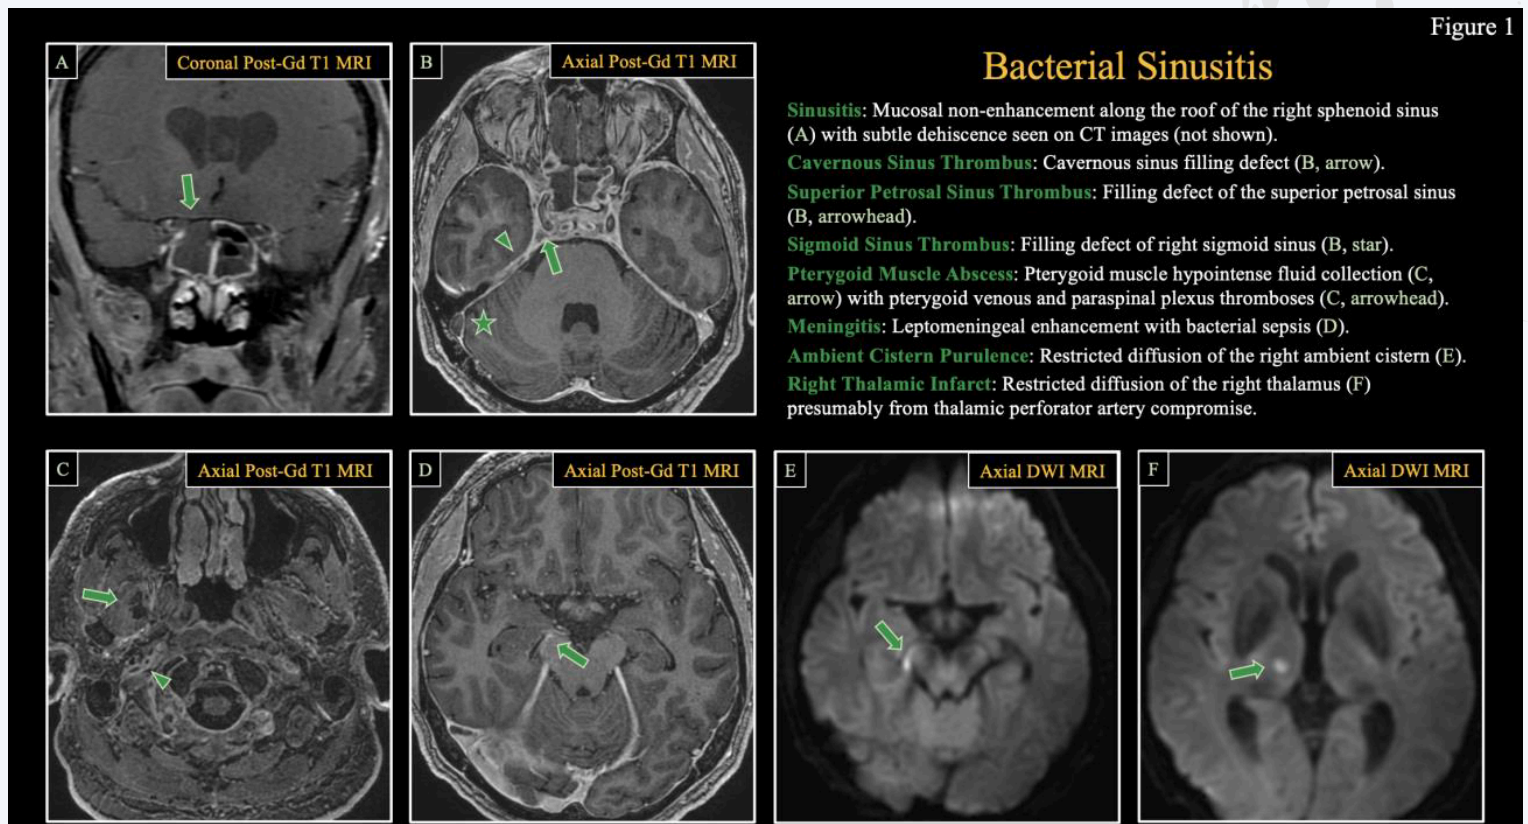 Figure 1
A
Coronal Post-Gd T1 MRI
B
Axial Post-Gd T1 MRI
Bacterial Sinusitis
Sinusitis: Mucosal non-enhancement along the roof of the right sphenoid sinus
(A) with subtle dehiscence seen on CT images (not shown).
Cavernous Sinus Thrombus: Cavernous sinus filling defect (B, arrow).
Superior Petrosal Sinus Thrombus: Filling defect of the superior petrosal sinus
(B, arrowhead).
Sigmoid Sinus Thrombus: Filling defect of right sigmoid sinus (B, star).
Pterygoid Muscle Abscess: Pterygoid muscle hypointense fluid collection (C,
arrow) with pterygoid venous and paraspinal plexus thromboses (C, arrowhead).
Meningitis: Leptomeningeal enhancement with bacterial sepsis (D).
Ambient Cistern Purulence: Restricted diffusion of the right ambient cistern (E).
Right Thalamic Infarct: Restricted diffusion of the right thalamus (F)
presumably from thalamic perforator artery compromise.
C
Axial Post-Gd T1 MRI
D
Axial Post-Gd T1 MRI
E
Axial DWI MRI
F
Axial DWI MRI